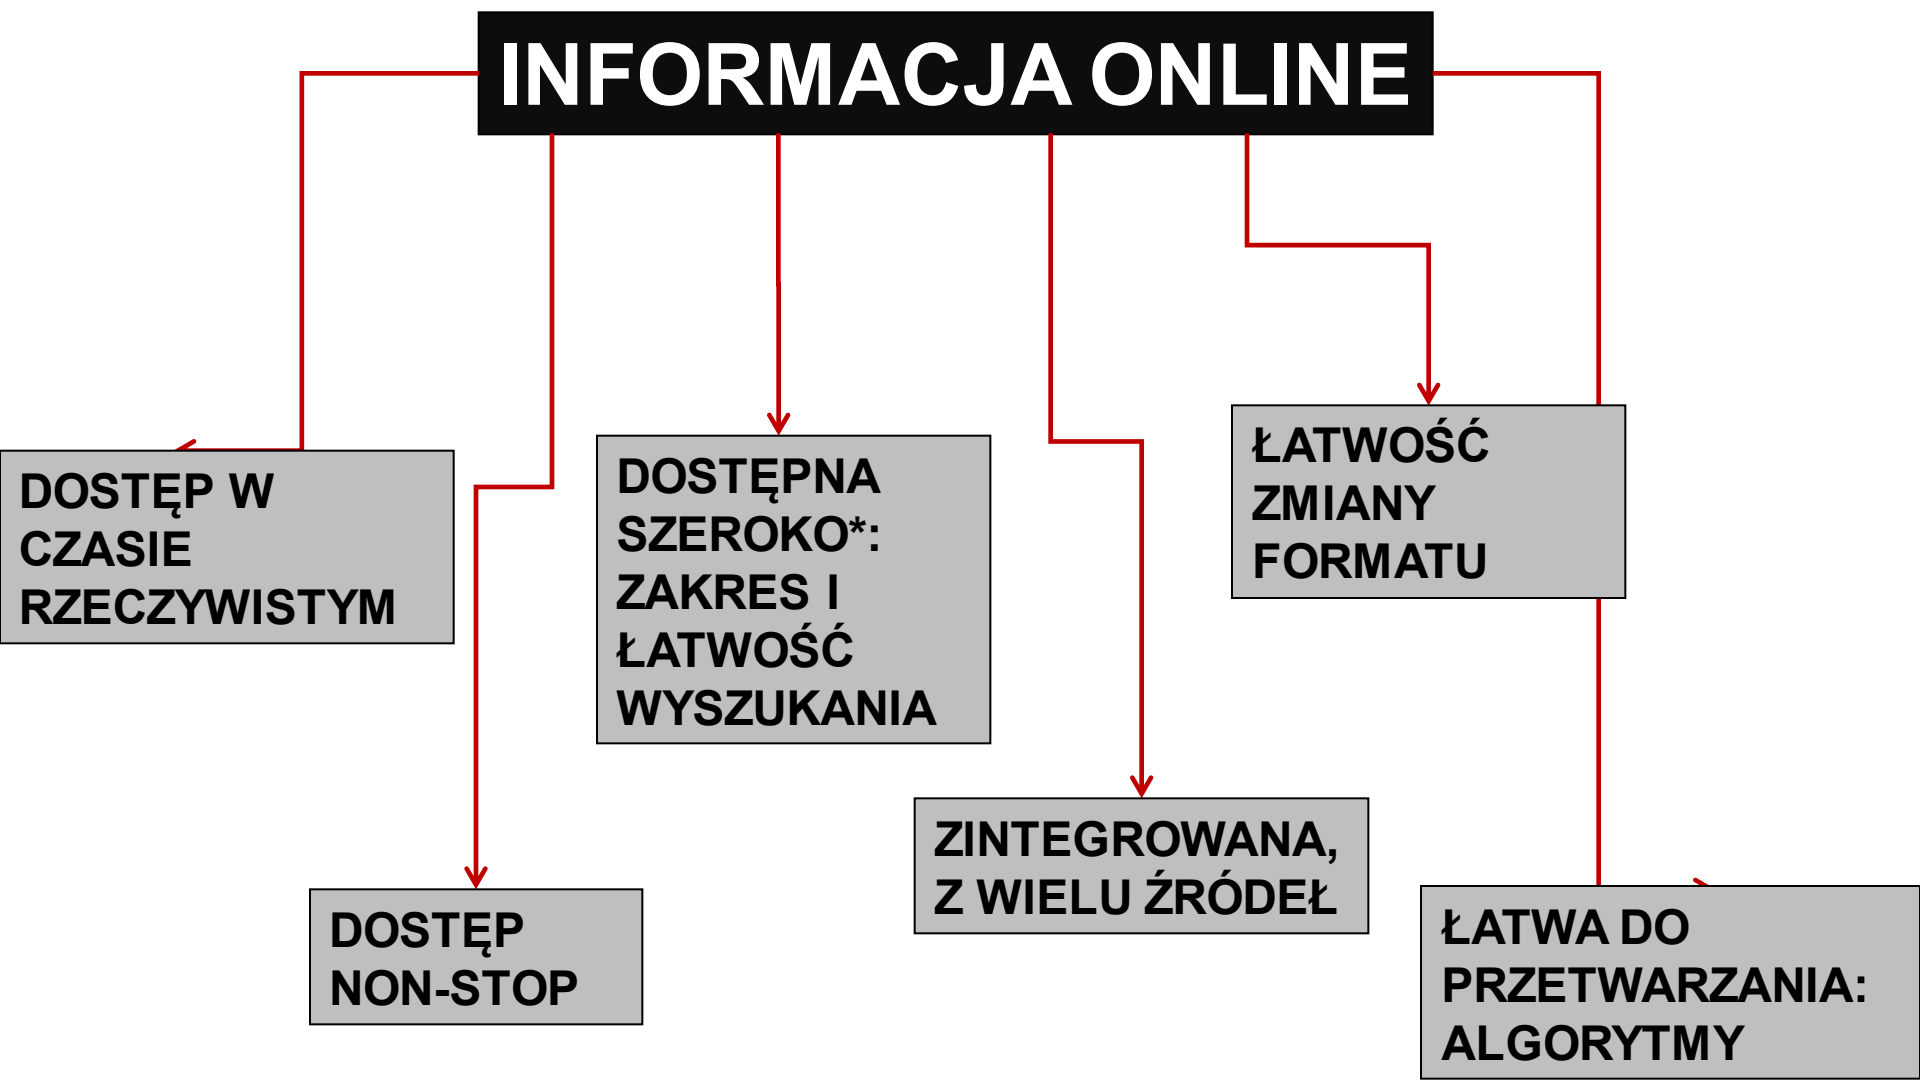 INFORMACJA ONLINE
DOSTĘP W
CZASIE
RZECZYWISTYM
DOSTĘP
NON-STOP
DOSTĘPNA
SZEROKO*:
ZAKRES I
ŁATWOŚĆ
WYSZUKANIA
ZINTEGROWANA,
Z WIELU ŹRÓDEŁ
ŁATWOŚĆ
ZMIANY
FORMATU
ŁATWA DO
PRZETWARZANIA:
ALGORYTMY